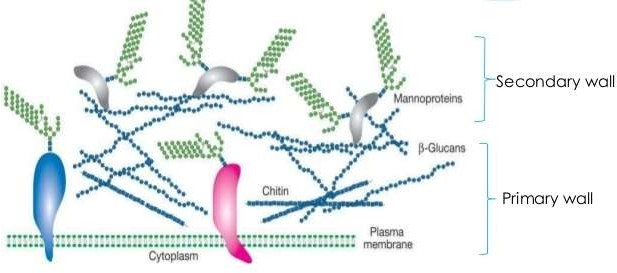 Secondary wall
Mannoproteins
β-Glucans
Chitin
Primary wall
Plasma
membrane
Cytoplasm